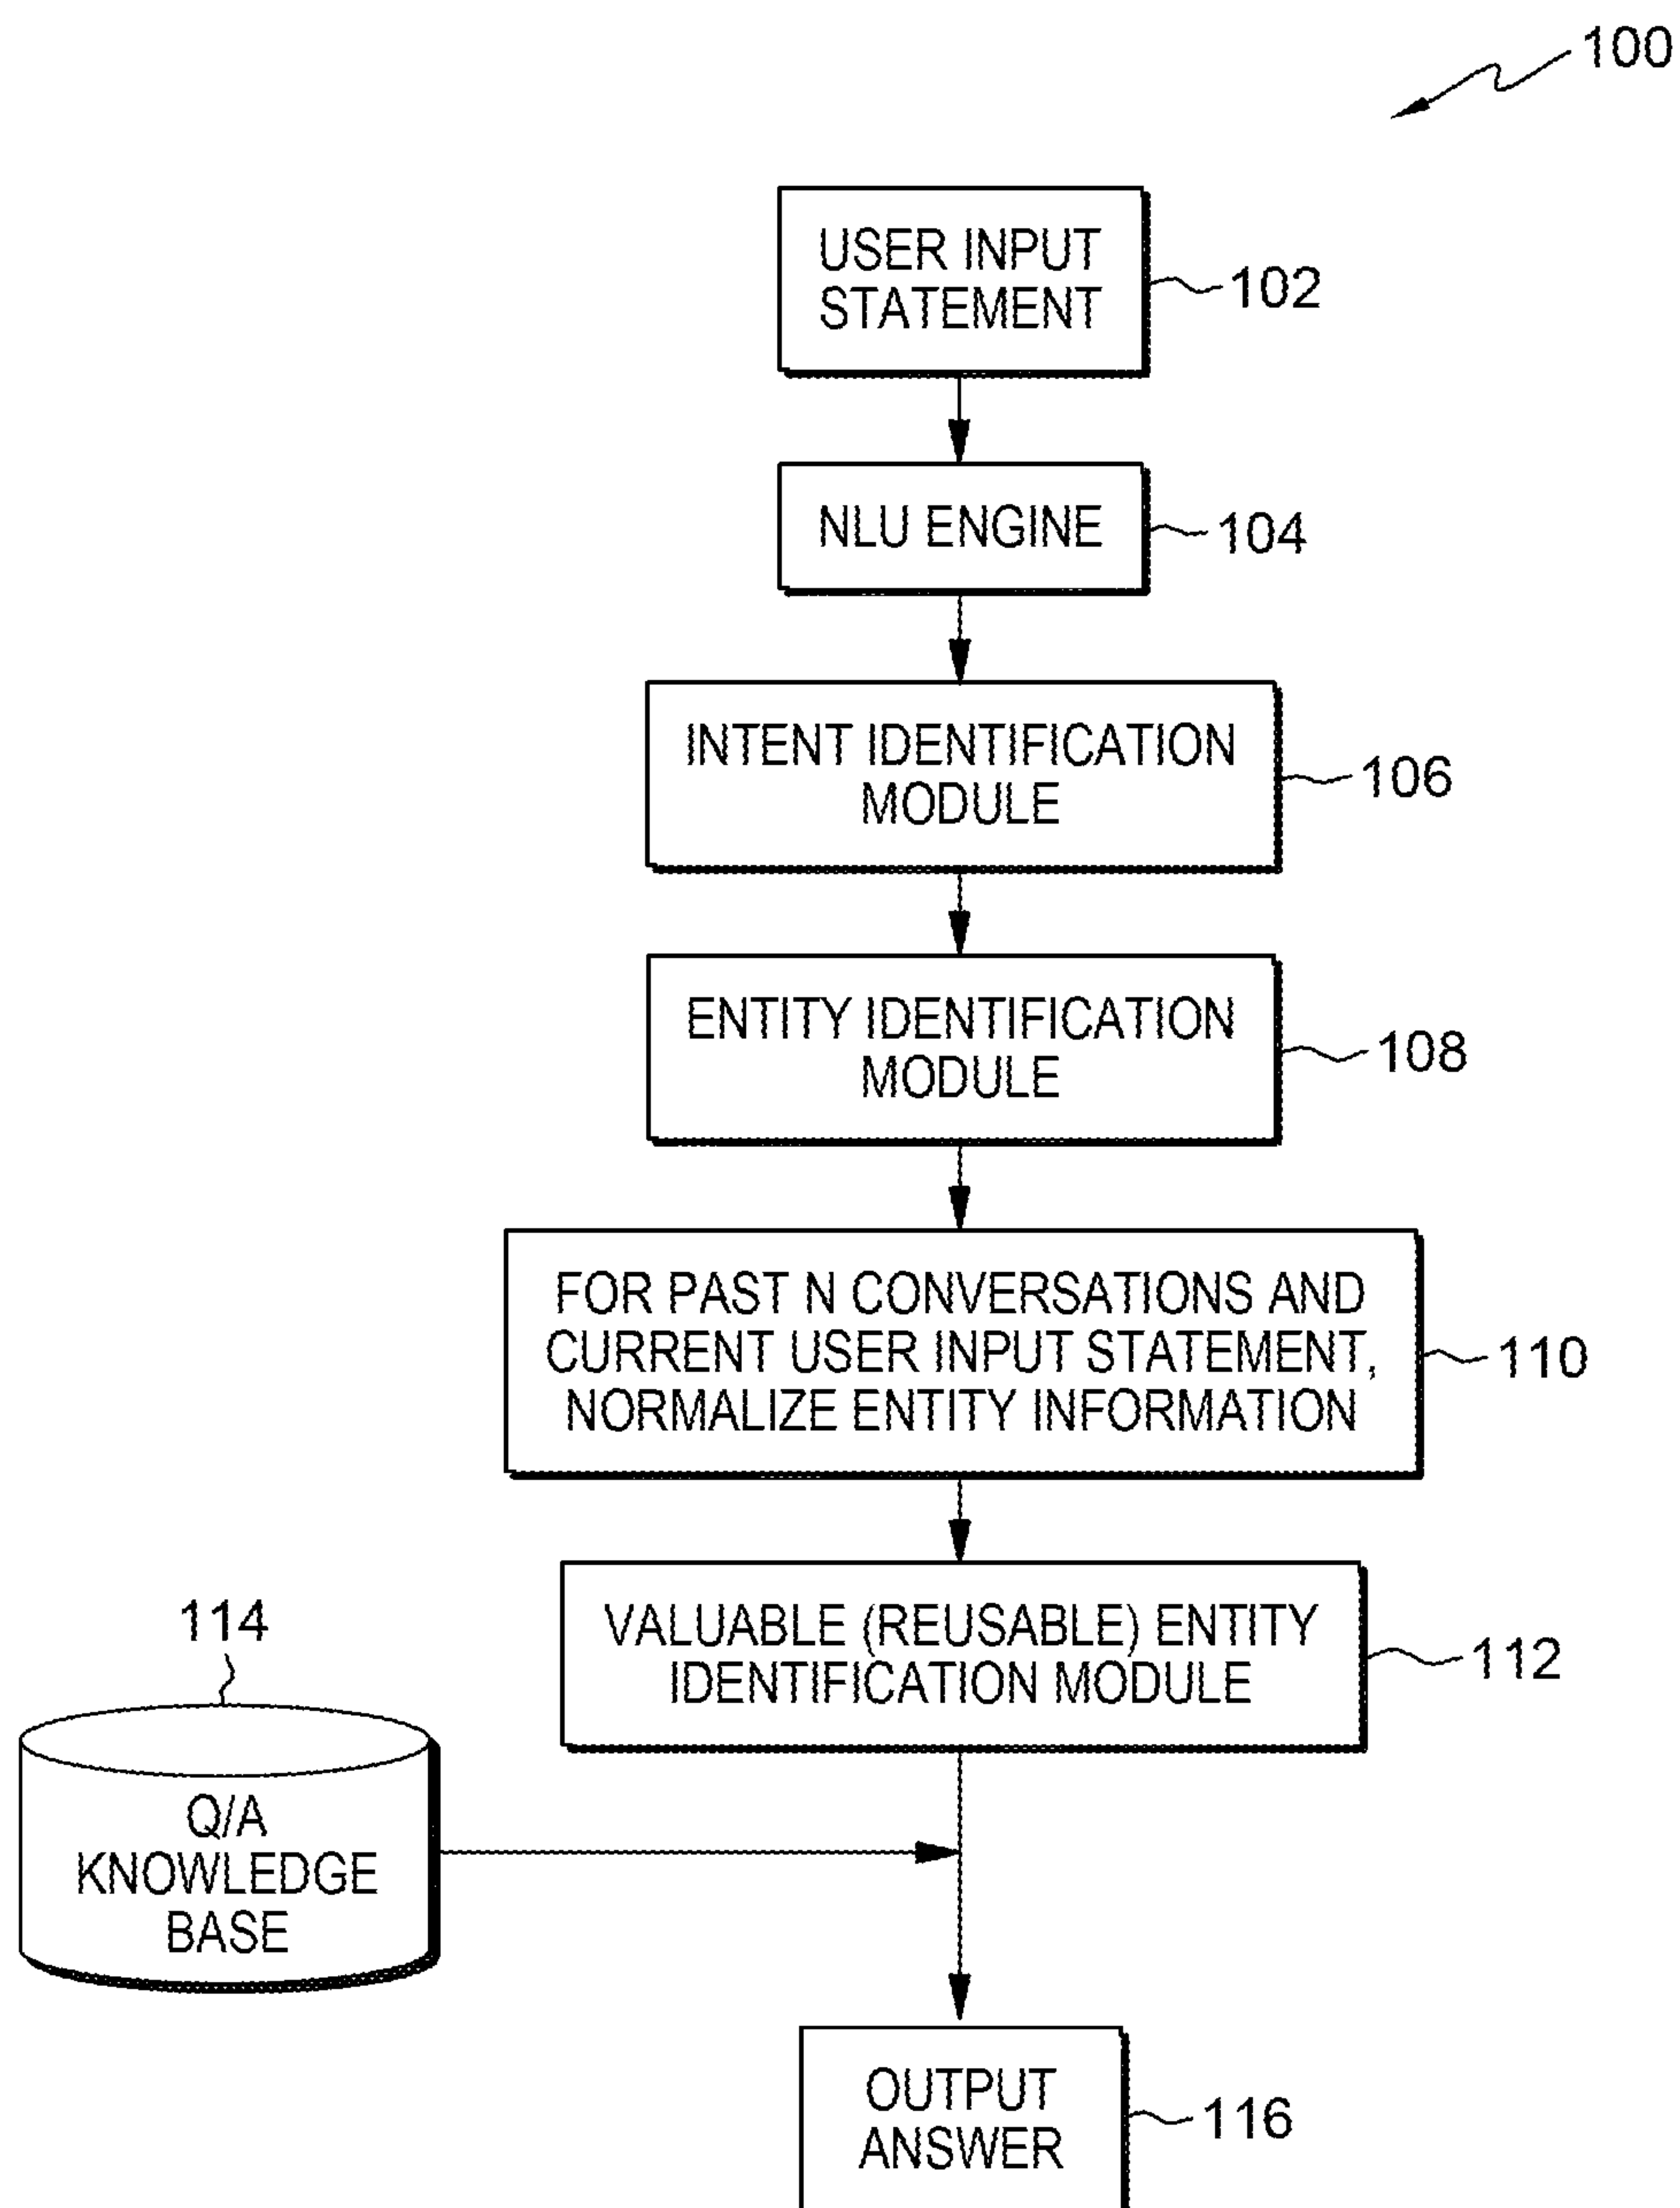 100
USER INPUT
STATEMENT
102
NLU ENGINE
104
INTENT IDENTIFICATION
MODULE
106
ENTITY IDENTIFICATION
MODULE
108
FOR PAST N CONVERSATIONS AND
CURRENT USER INPUT STATEMENT,
NORMALIZE ENTITY INFORMATION
110
VALUABLE (REUSABLE) ENTITY
IDENTIFICATION MODULE
112
114
Q/A
KNOWLEDGE
BASE
OUTPUT
ANSWER
116